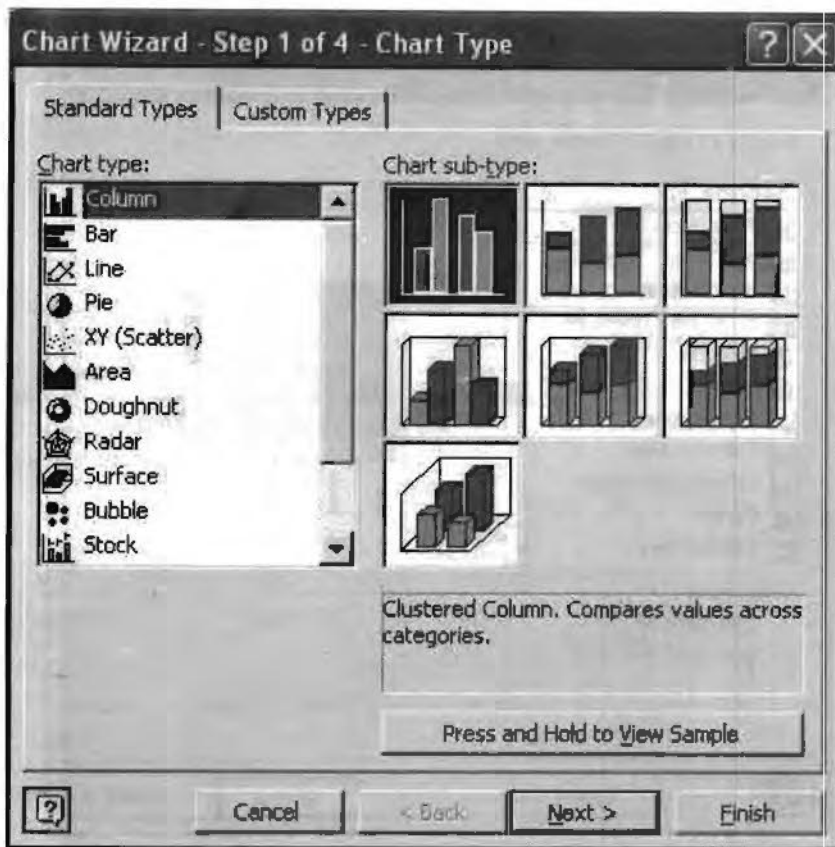 Chart Wizard - Step 1 of 4 - Chart Type
Standard Types
Custom Types
Chart type:
Column
Bar
Line
Pie
XY (Scatter)
Area
Doughnut
Radar
Surface
Bubble
Stock
Chart sub-type:
Clustered Column. Compares values across
categories.
Press and Hold to View Sample
Cancel
< Back
Next >
Finish